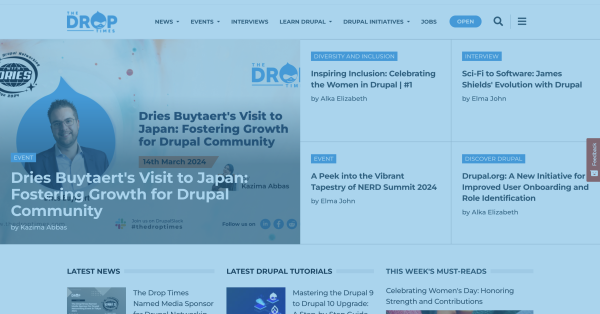 THE
DROP
TIMES
NEWS
EVENTS
INTERVIEWS
LEARN DRUPAL
DRUPAL INITIATIVES
JOBS
OPEN
DRIES
THE
DR
TIM
Dries Buytaert's Visit to
Japan: Fostering Growth
for Drupal Community
14th March 2024
Kazima Abbas
Join us on DrupalSlack
#thedroptimes
Follow us on
EVENT
Dries Buytaert's Visit to Japan:
Fostering Growth for Drupal
Community
by Kazima Abbas
DIVERSITY AND INCLUSION
Inspiring Inclusion: Celebrating
the Women in Drupal | #1
by Alka Elizabeth
INTERVIEW
Sci-Fi to Software: James
Shields' Evolution with Drupal
by Elma John
EVENT
A Peek into the Vibrant
Tapestry of NERD Summit 2024
by Elma John
DISCOVER DRUPAL
Drupal.org: A New Initiative for
Improved User Onboarding and
Role Identification
by Alka Elizabeth
Feedback
LATEST NEWS
The Drop Times
Named Media Sponsor
for Drupal Networkin
LATEST DRUPAL TUTORIALS
Mastering the Drupal 9
to Drupal 10 Upgrade:
A Step-by-Step Guide
THIS WEEK'S MUST-READS
Celebrating Women's Day: Honoring
Strength and Contributions